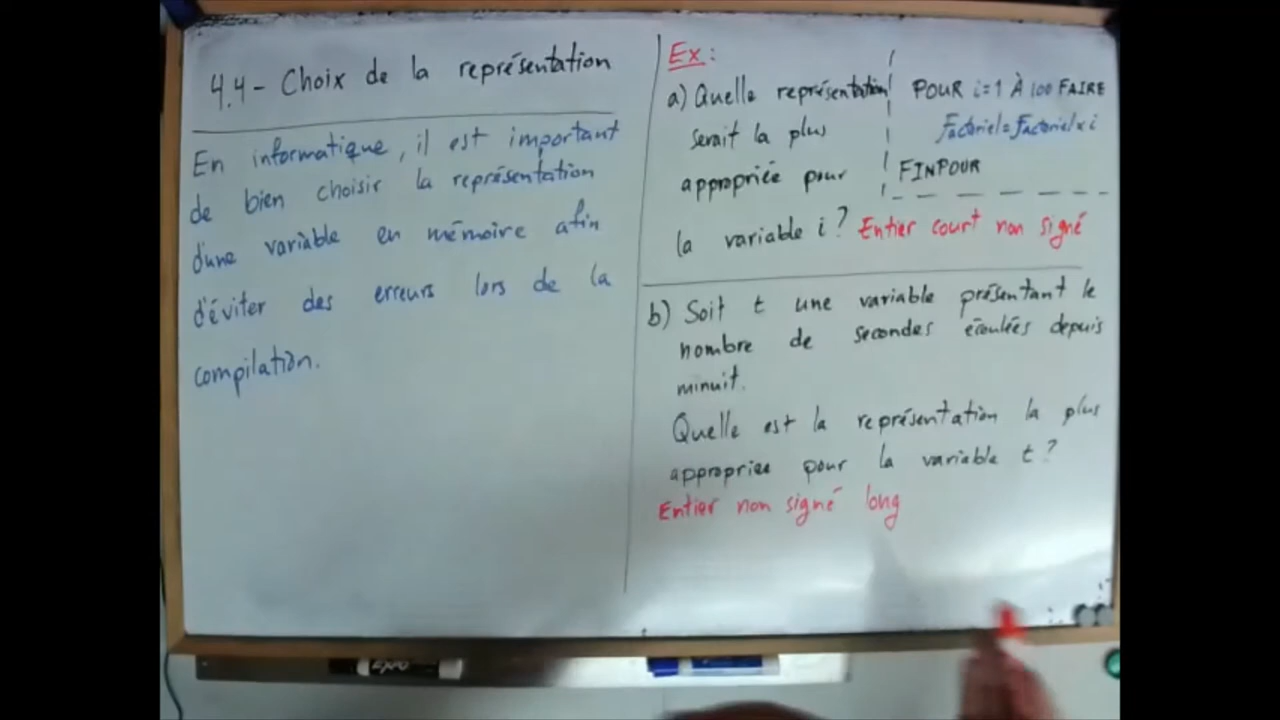 4.4 - Choix de la représentation
En informatique, il est important
de bien choisir la représentation
d'une variable en mémoire afin
d'éviter des erreurs lors de la
compilation.
Ex:
a) Quelle représentation
serait la plus
appropriée pour
la variable i? Entier court non signé
POUR i=1 À 100 FAIRE
Factoriel=Factoriel x i
FINPOUR
b) Soit t une variable présentant le
nombre de secondes écoulées depuis
minuit.
Quelle est la représentation la plus
appropriée pour la variable t?
Entier non signé long
EXPO